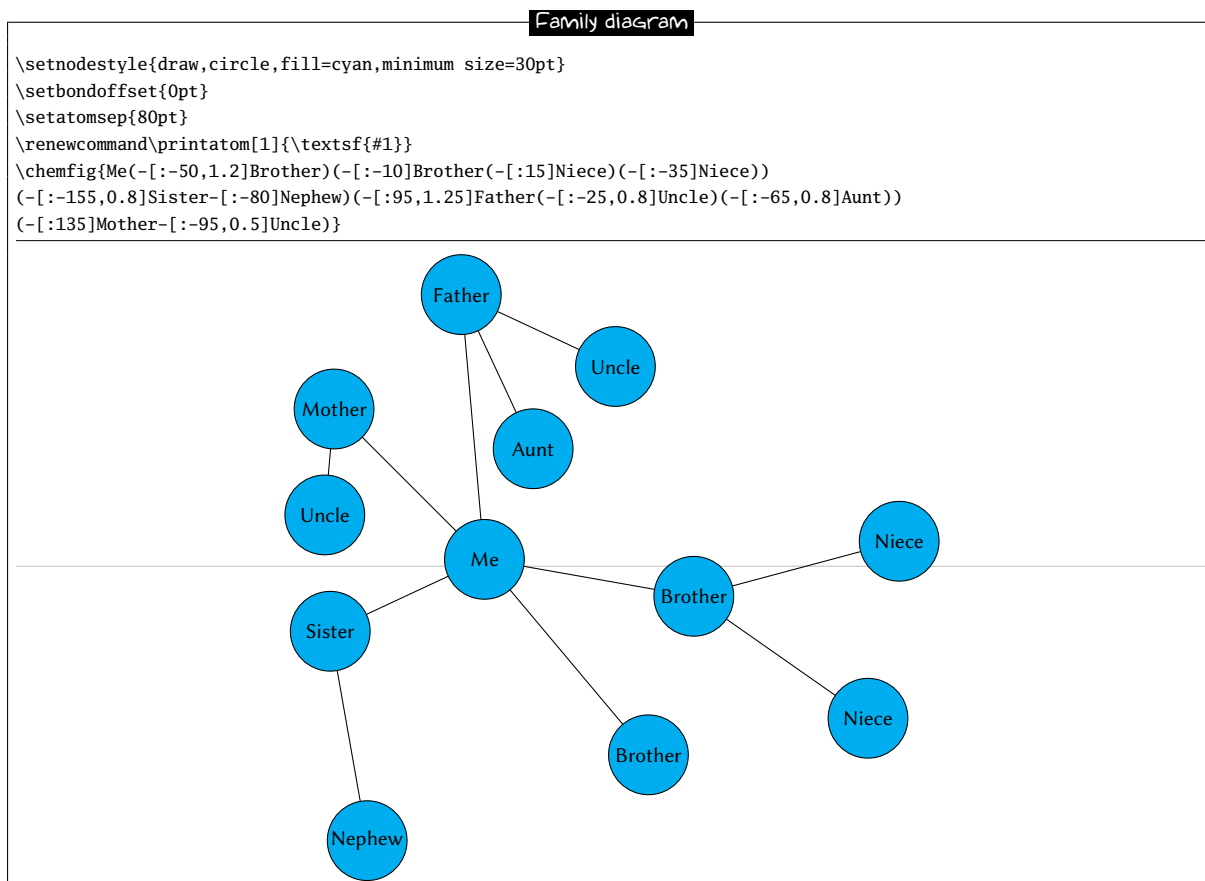 Family diagram
\setnodestyle{draw,circle,fill=cyan,minimum size=30pt}
\setbondoffset{0pt}
\setatomsep{80pt}
\renewcommand\printatom[1]{\textsf{#1}}
\chemfig{Me(-[:-50,1.2]Brother)(-[:-10]Brother(-[:15]Niece)(-[:-35]Niece))
(-[:-155,0.8]Sister-[:-80]Nephew)(-[:95,1.25]Father(-[:-25,0.8]Uncle)(-[:-65,0.8]Aunt))
(-[:135]Mother-[:-95,0.5]Uncle)}
Father
Uncle
Mother
Aunt
Uncle
Niece
Me
Brother
Sister
Niece
Brother
Nephew